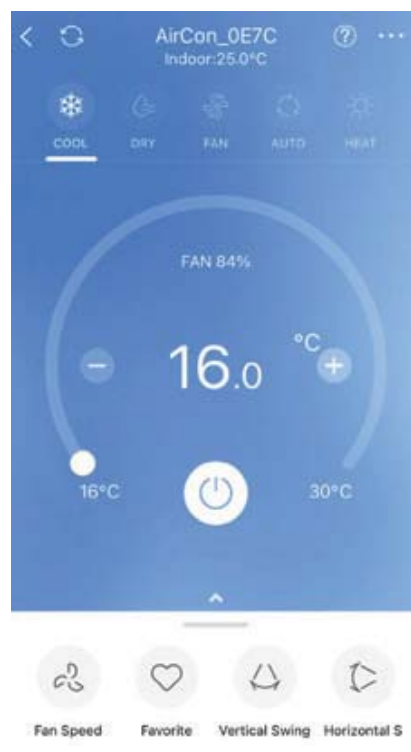 AirCon_0E7C
Indoor:25.0°C
COOL DRY FAN AUTO HEAT
FAN 84%
16.0 °C
16°C 30°C
Fan Speed Favorite Vertical Swing Horizontal S